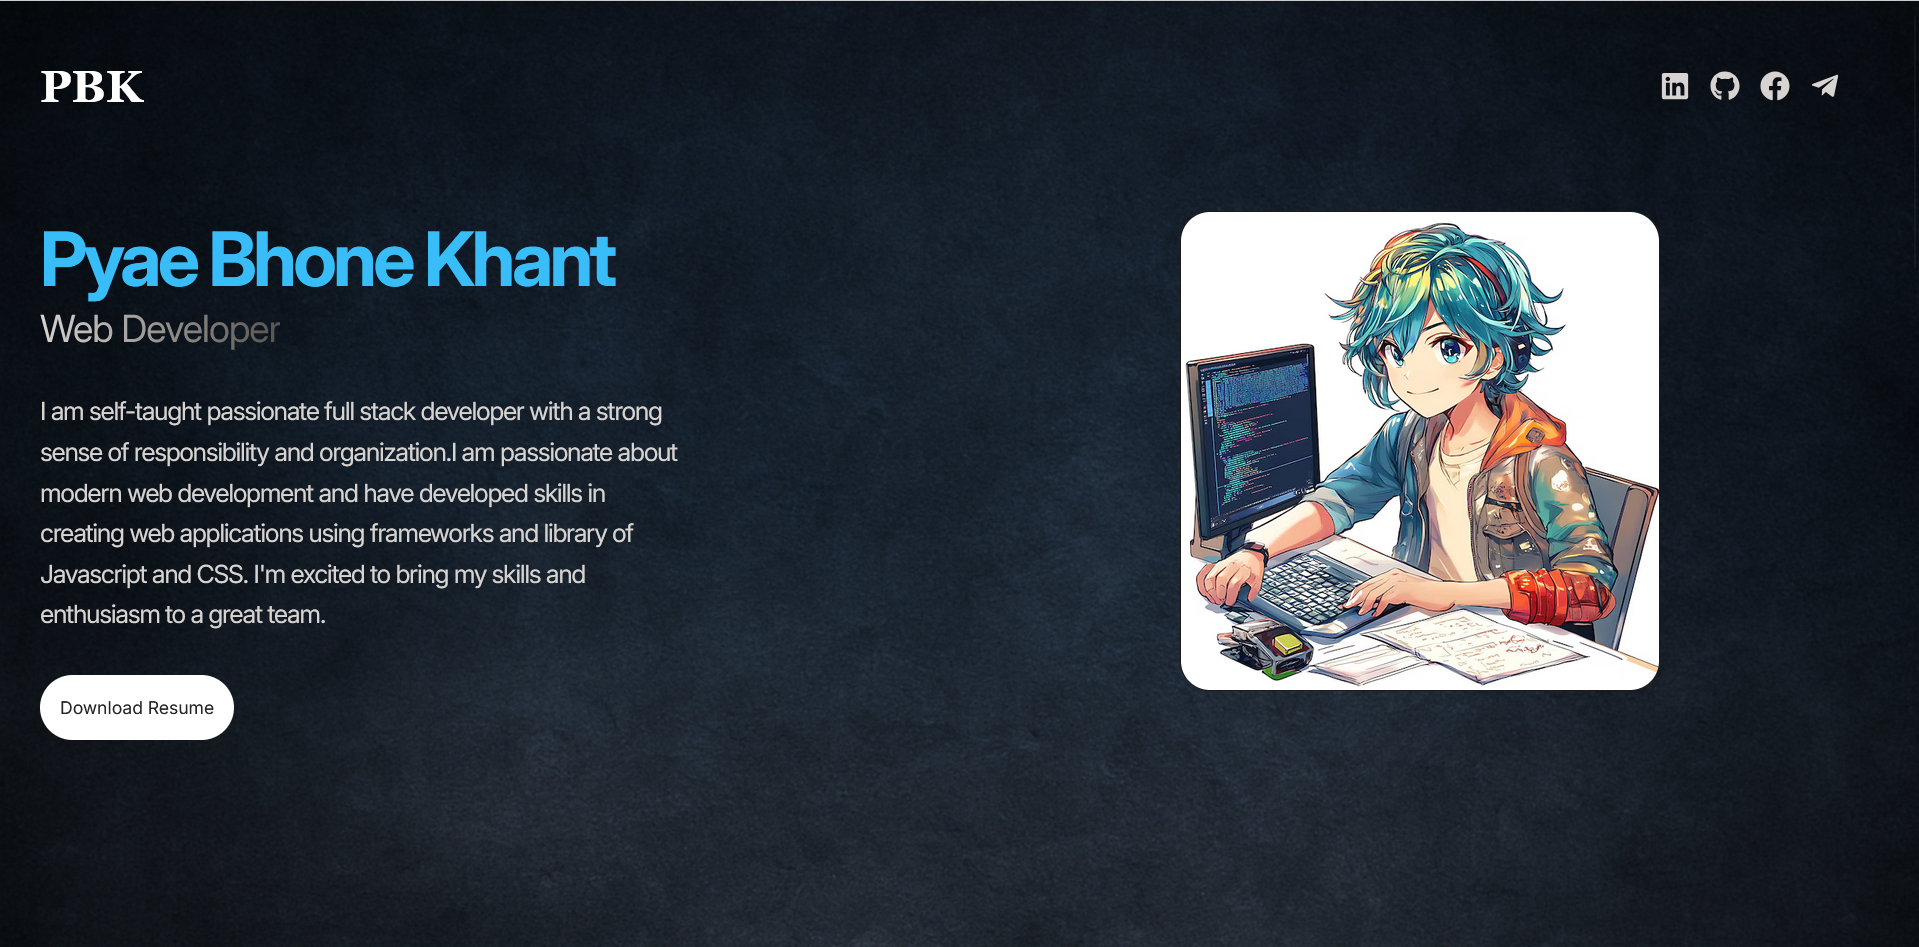 PBK
Pyae Bhone Khant
Web Developer
I am self-taught passionate full stack developer with a strong
sense of responsibility and organization.I am passionate about
modern web development and have developed skills in
creating web applications using frameworks and library of
Javascript and CSS. I'm excited to bring my skills and
enthusiasm to a great team.
Download Resume